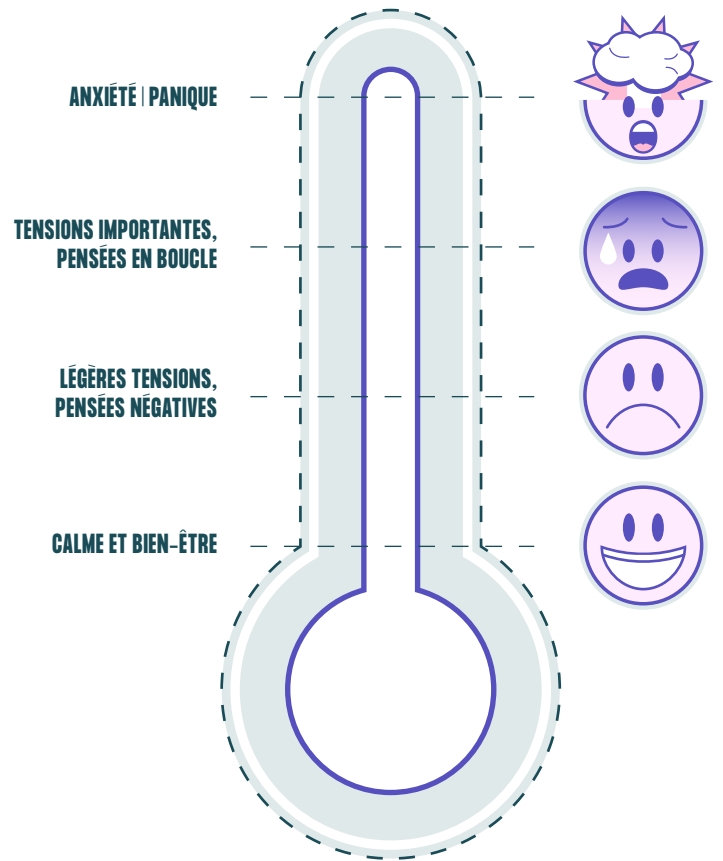 ANXIÉTÉ | PANIQUE
TENSIONS IMPORTANTES,
PENSÉES EN BOUCLE
LÉGÈRES TENSIONS,
PENSÉES NÉGATIVES
CALME ET BIEN-ÊTRE